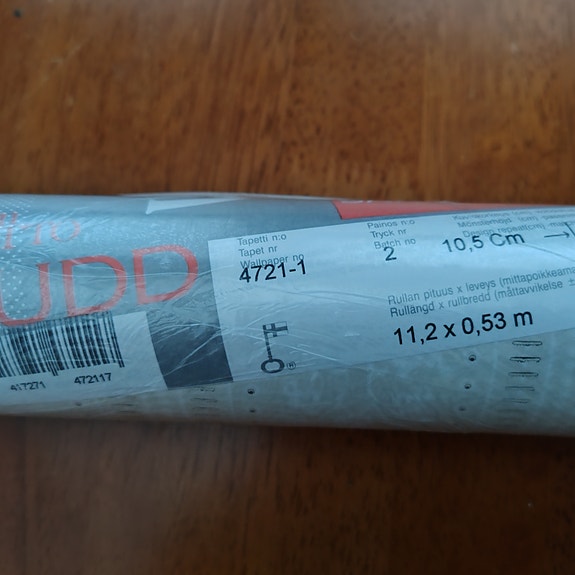 UDD
417271 472117
Tapetti n:o
Tapet nr
Wallpaper no
4721-1
Painos n:o
Tryck nr
Batch no
2
10,5 Cm
Rullan pituus x leveys (mittapoikkeama
Rullängd x rullbredd (måttavvikelse ±
11,2 x 0,53 m
®